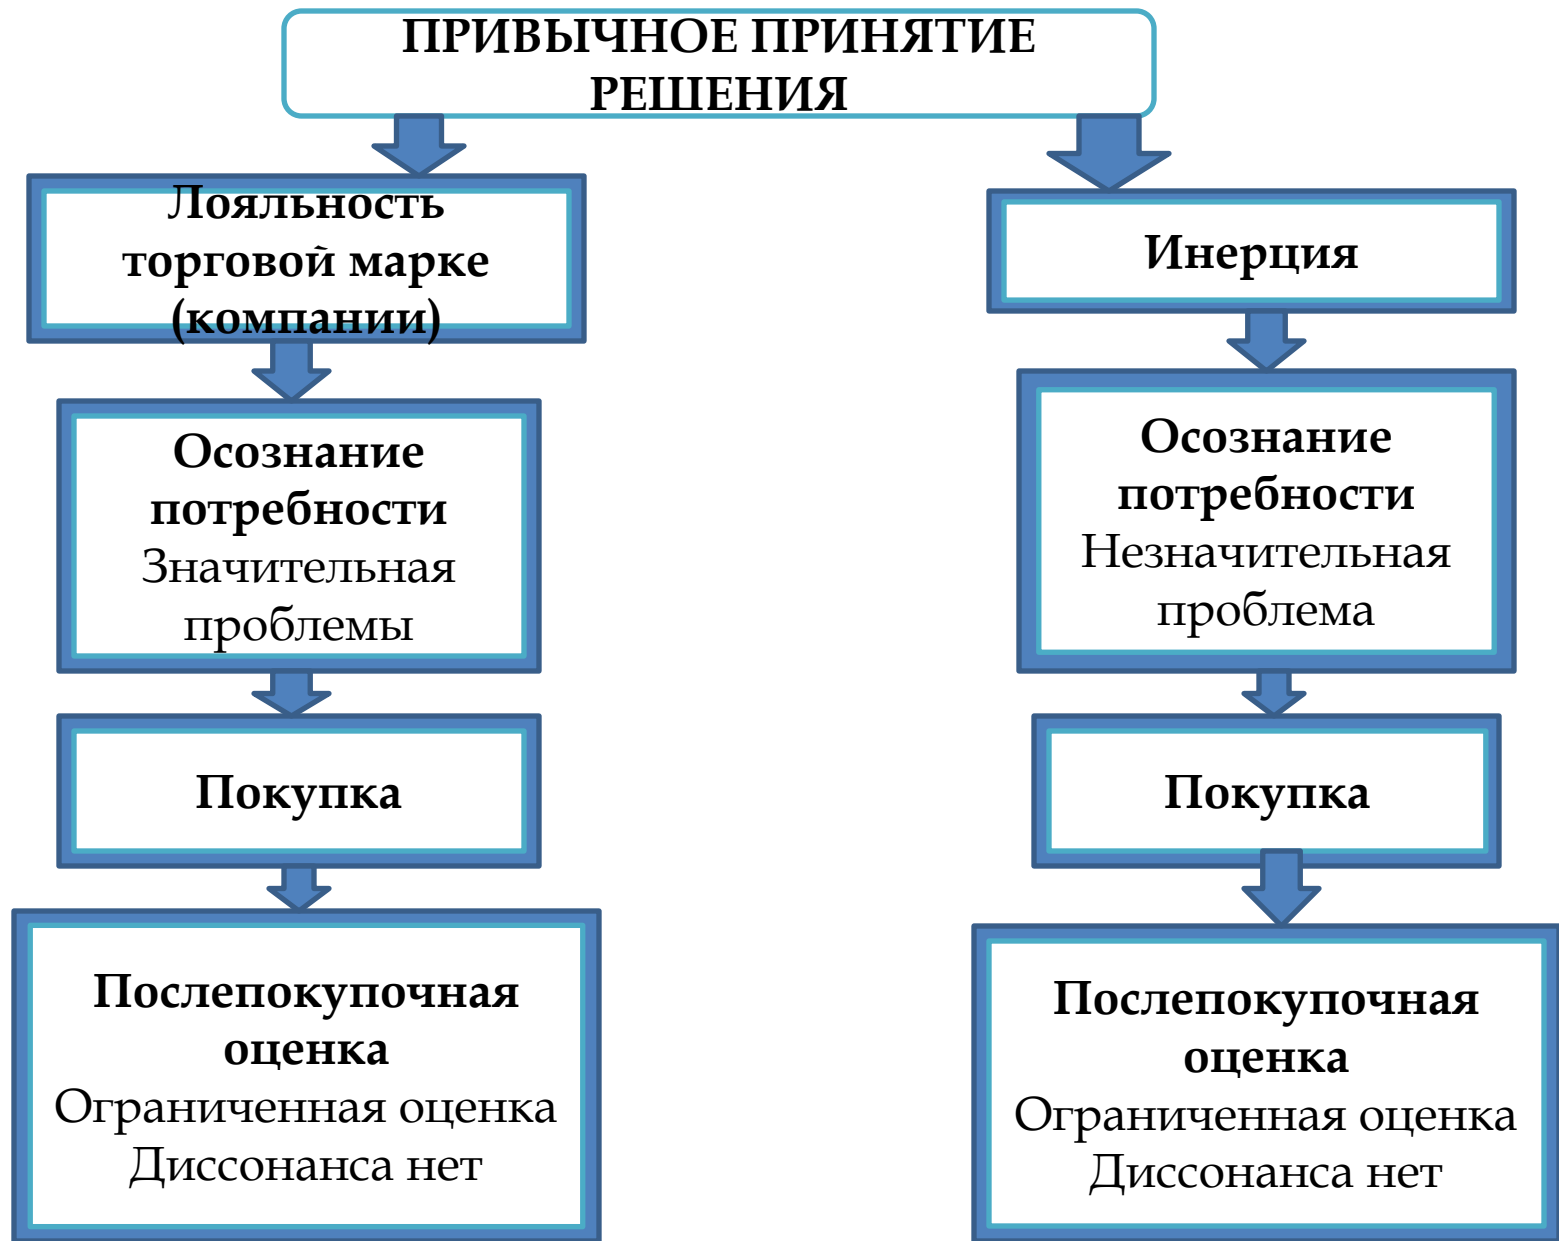 ПРИВЫЧНОЕ ПРИНЯТИЕ
РЕШЕНИЯ
Лояльность
торговой марке
(компании)
Осознание
потребности
Значительная
проблемы
Покупка
Послепокупочная
оценка
Ограниченная оценка
Диссонанса нет
Инерция
Осознание
потребности
Незначительная
проблема
Покупка
Послепокупочная
оценка
Ограниченная оценка
Диссонанса нет